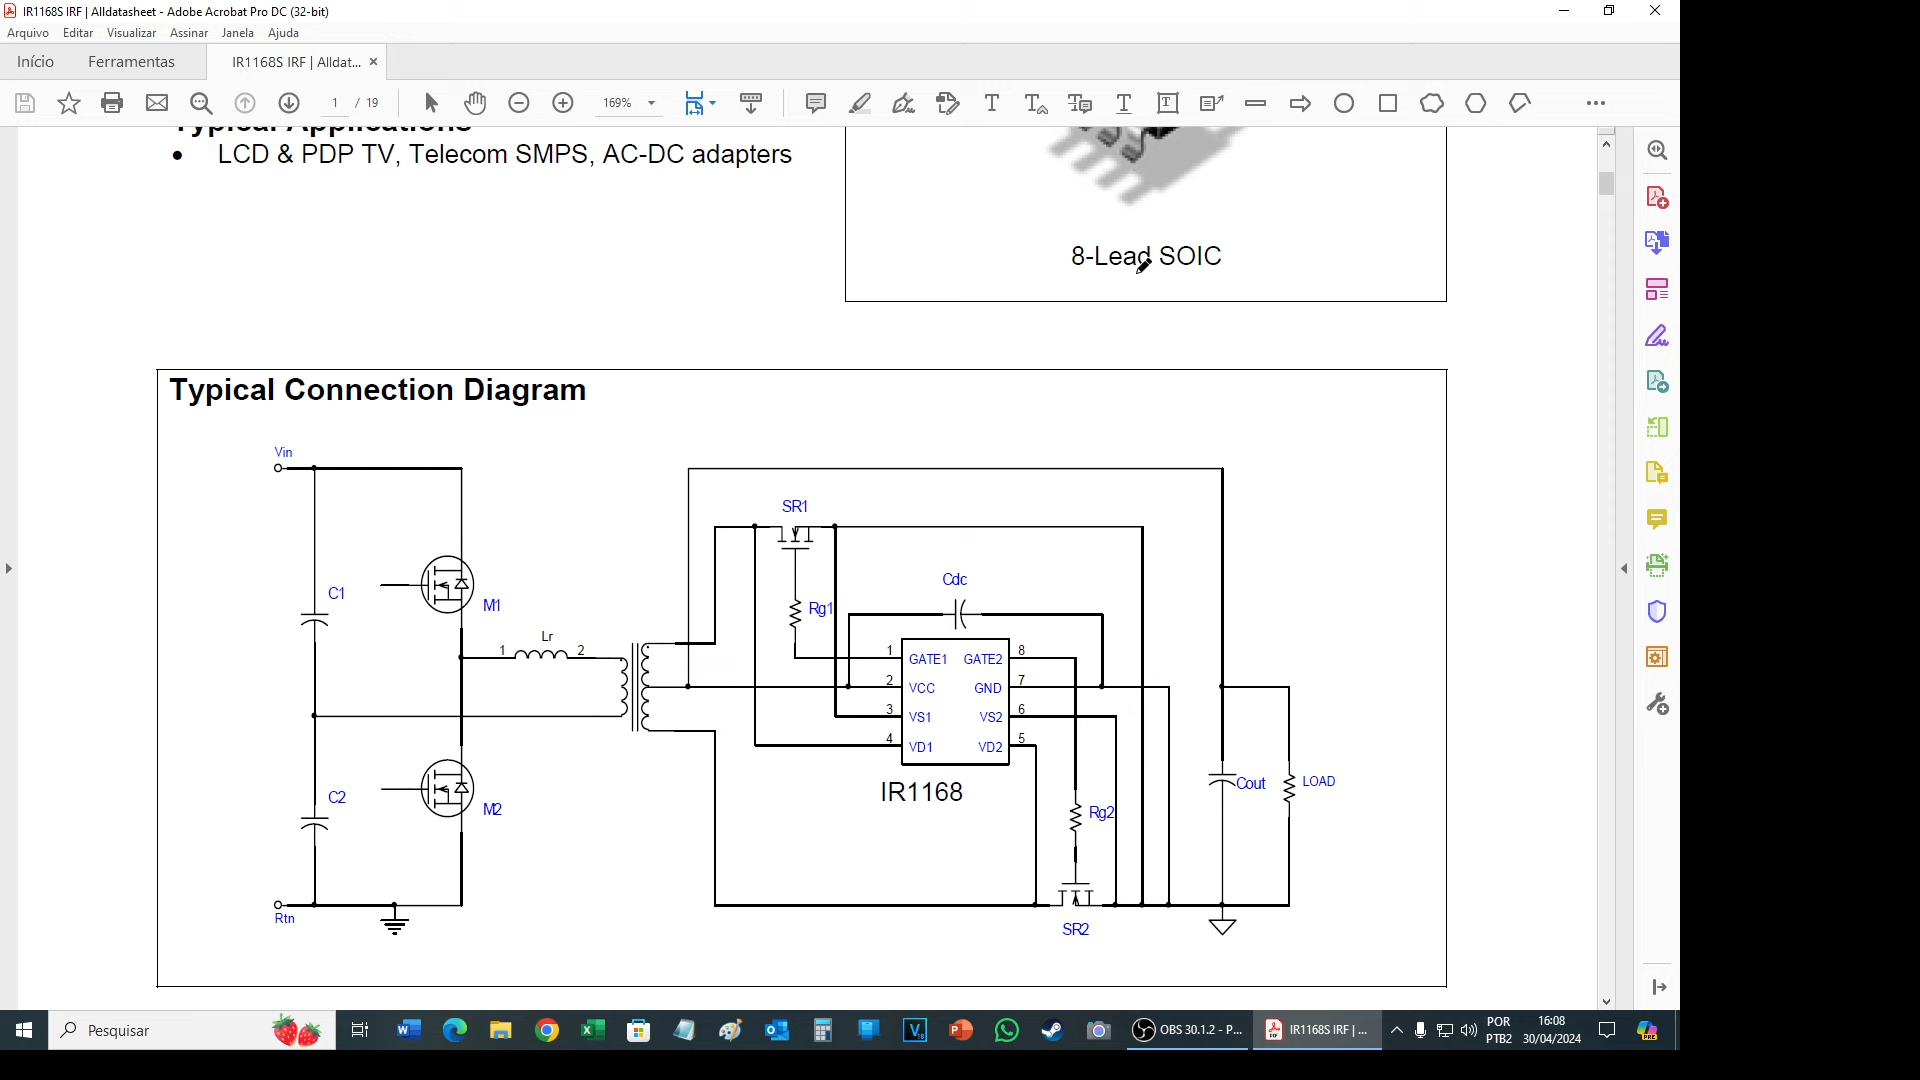 IR1168S IRF | Alldatasheet - Adobe Acrobat Pro DC (32-bit)
Arquivo Editar Visualizar Assinar Janela Ajuda
Início Ferramentas IR1168S IRF | Alldat... ×
1 / 19 169%
Typical Applications
• LCD & PDP TV, Telecom SMPS, AC-DC adapters
8-Lead SOIC
Typical Connection Diagram
Vin
SR1
Cdc
C1 M1 Rg1
Lr
1 2
1 GATE1 GATE2 8
2 VCC GND 7
3 VS1 VS2 6
4 VD1 VD2 5
IR1168
Cout LOAD
C2 M2 Rg2
Rtn
SR2
Pesquisar
OBS 30.1.2 - P...
IR1168S IRF | ...
POR
PTB2
16:08
30/04/2024